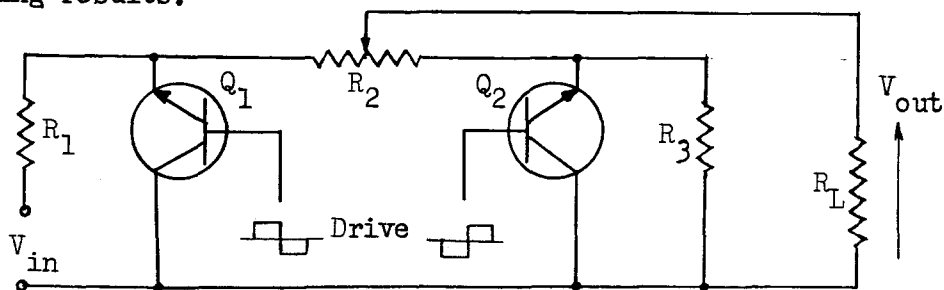 ing results.
R2
Q1
Q2
R1
R3
Vout
RL
Drive
Vin